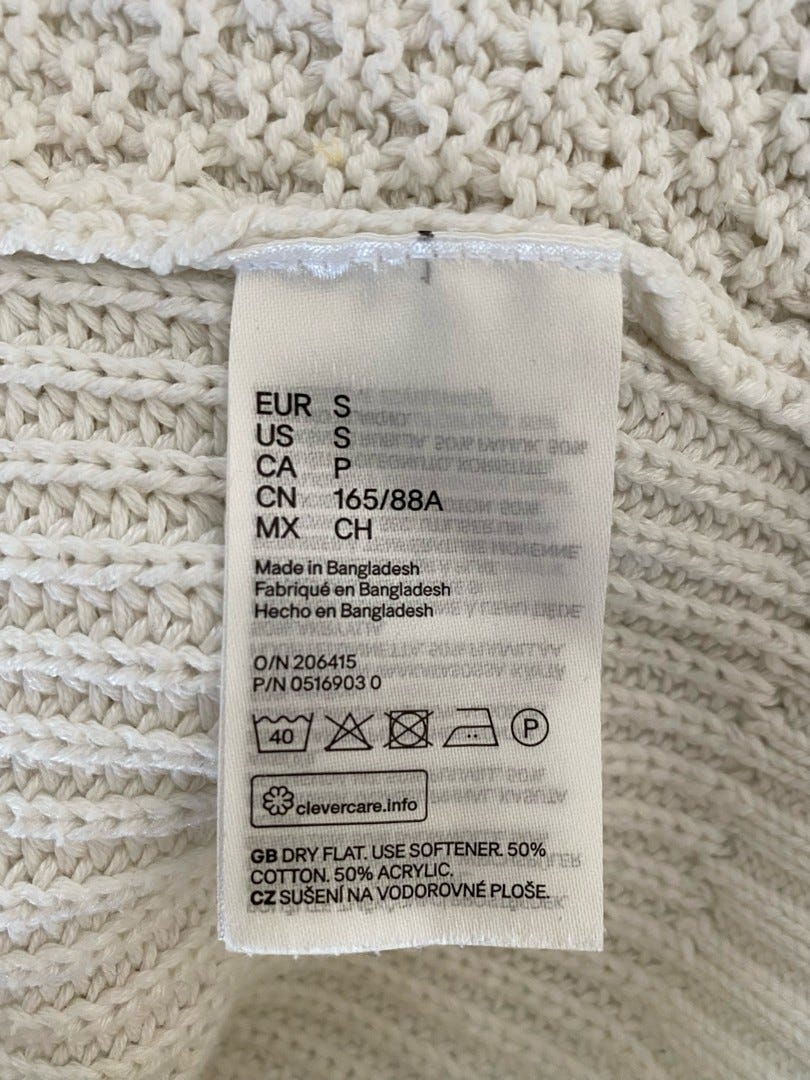 EUR S
US S
CA P
CN 165/88A
MX CH
Made in Bangladesh
Fabriqué en Bangladesh
Hecho en Bangladesh
O/N 206415
P/N 0516903 0
40 P
clevercare.info
GB DRY FLAT. USE SOFTENER. 50%
COTTON. 50% ACRYLIC.
CZ SUŠENÍ NA VODOROVNÉ PLOŠE.